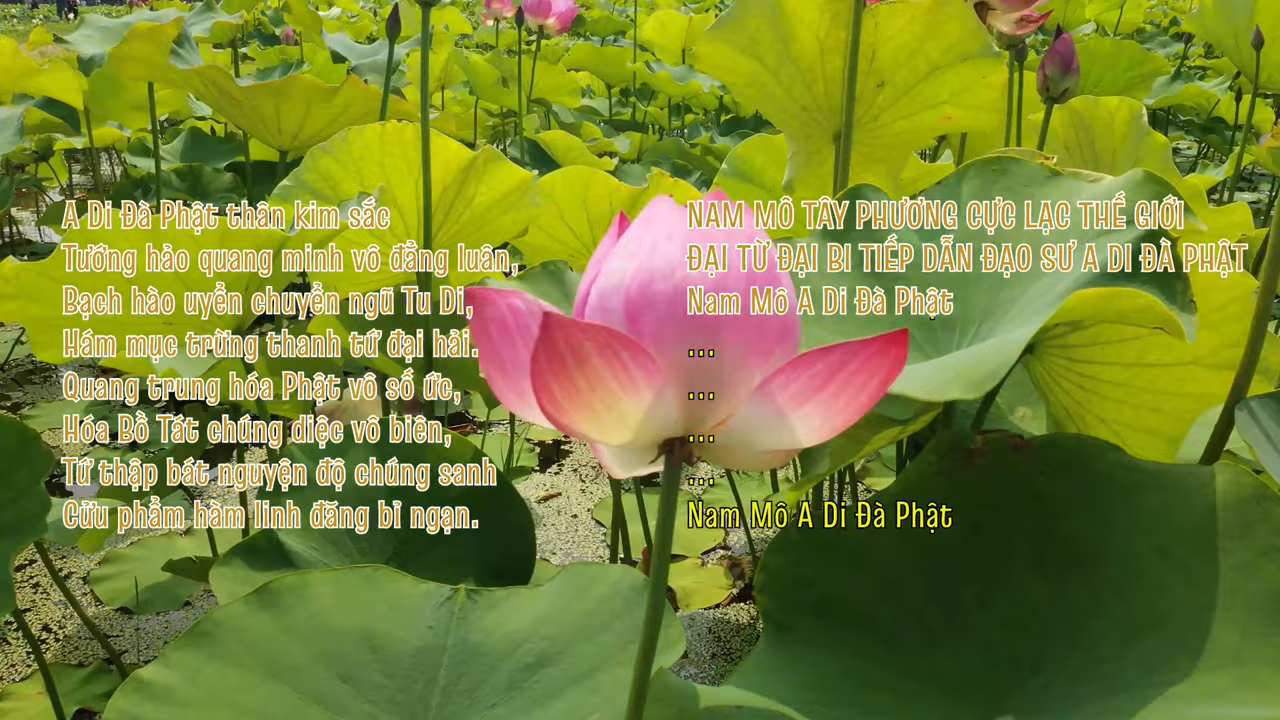 A Di Đà Phật thân kim sắc
Tướng hảo quang minh vô đẳng luân,
Bạch hào uyển chuyển ngũ Tu Di,
Hám mục trừng thanh tứ đại hải.
Quang trung hóa Phật vô số ức,
Hóa Bồ Tát chúng diệc vô biên,
Tứ thập bát nguyện độ chúng sanh
Cửu phẩm hàm linh đăng bỉ ngạn.
NAM MÔ TÂY PHƯƠNG CỰC LẠC THẾ GIỚI
ĐẠI TỪ ĐẠI BI TIẾP DẪN ĐẠO SƯ A DI ĐÀ PHẬT
Nam Mô A Di Đà Phật
...
...
...
...
Nam Mô A Di Đà Phật